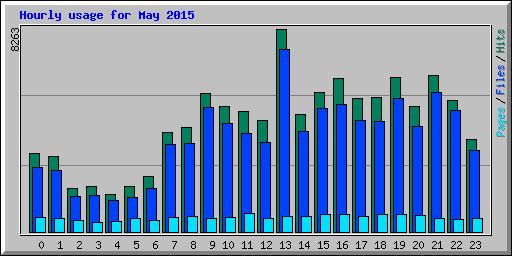 Hourly usage for May 2015
8263
Pages / Files / Hits
0 1 2 3 4 5 6 7 8 9 10 11 12 13 14 15 16 17 18 19 20 21 22 23